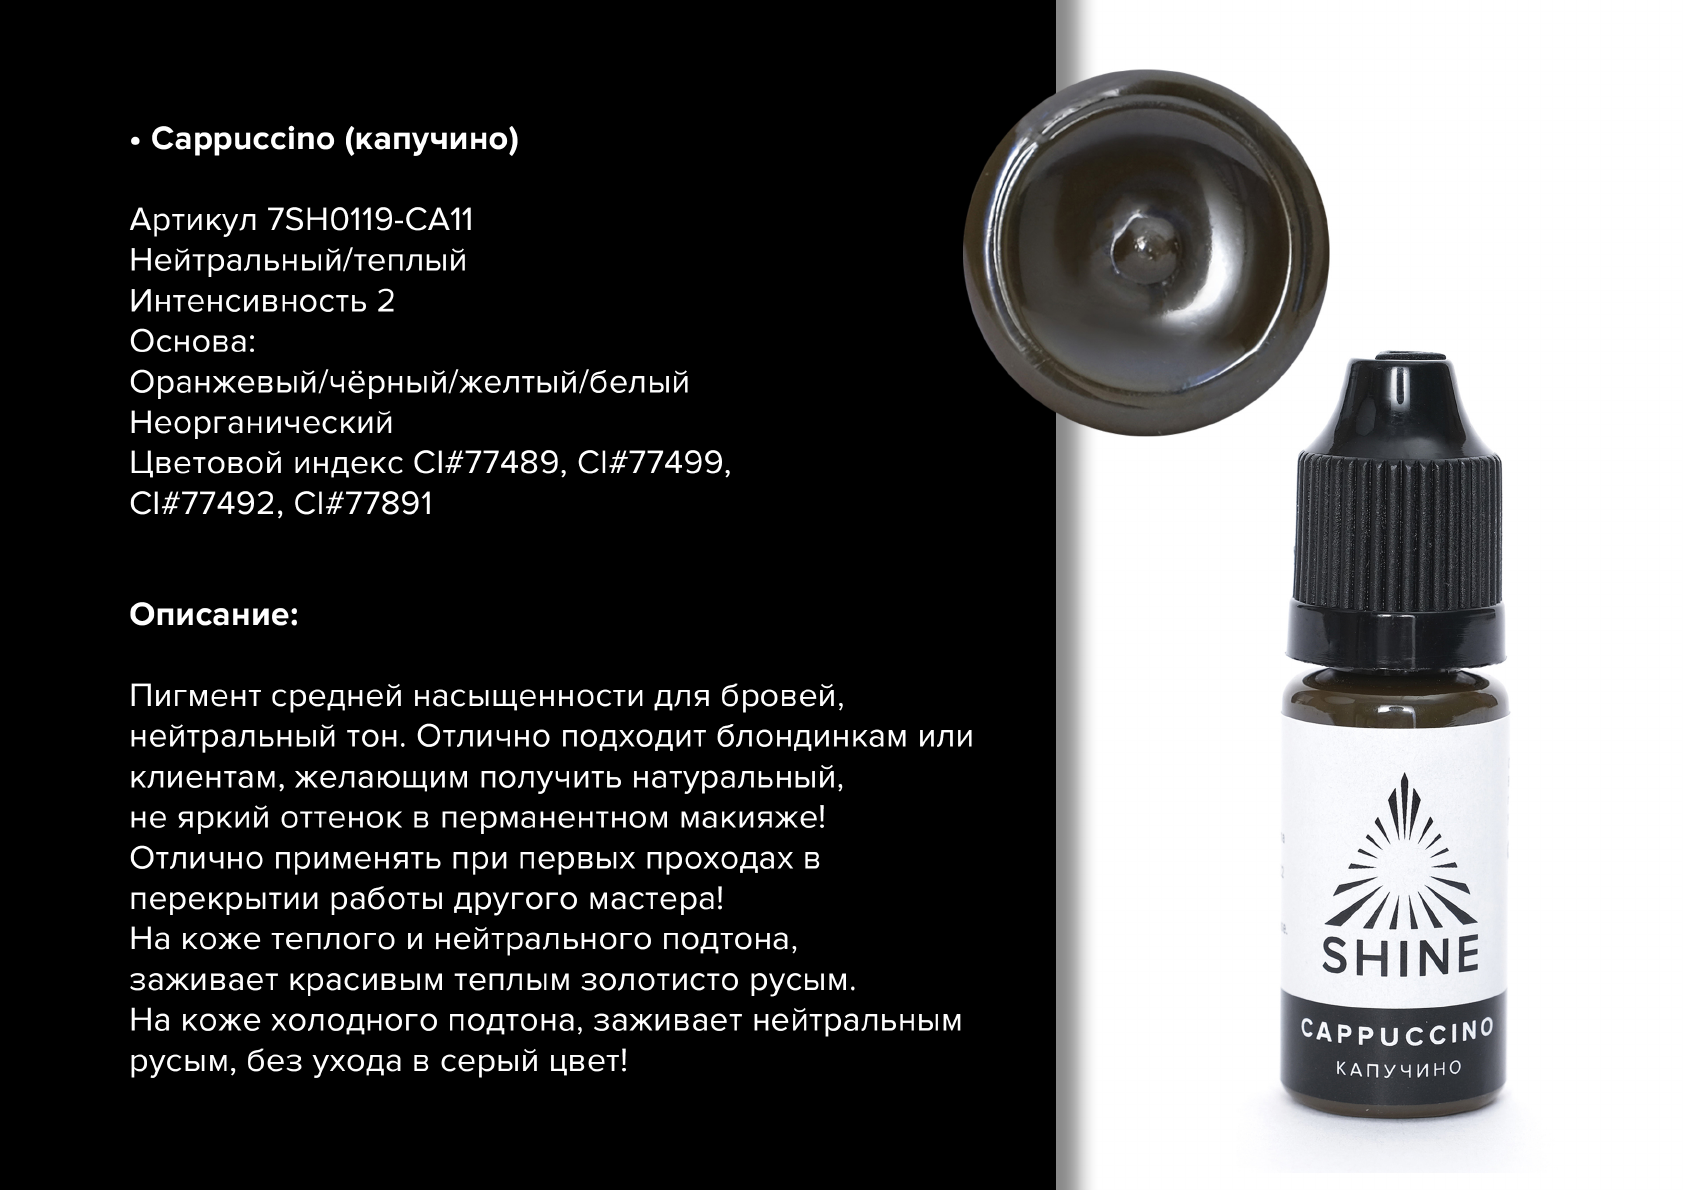 • Cappuccino (капучино)
Артикул 7SH0119-CA11
Нейтральный/теплый
Интенсивность 2
Основа:
Оранжевый/чёрный/желтый/белый
Неорганический
Цветовой индекс CI#77489, CI#77499,
CI#77492, CI#77891
Описание:
Пигмент средней насыщенности для бровей,
нейтральный тон. Отлично подходит блондинкам или
клиентам, желающим получить натуральный,
не яркий оттенок в перманентном макияже!
Отлично применять при первых проходах в
перекрытии работы другого мастера!
На коже теплого и нейтрального подтона,
заживает красивым теплым золотисто русым.
На коже холодного подтона, заживает нейтральным
русым, без ухода в серый цвет!
SHINE
CAPPUCCINO
КАПУЧИНО